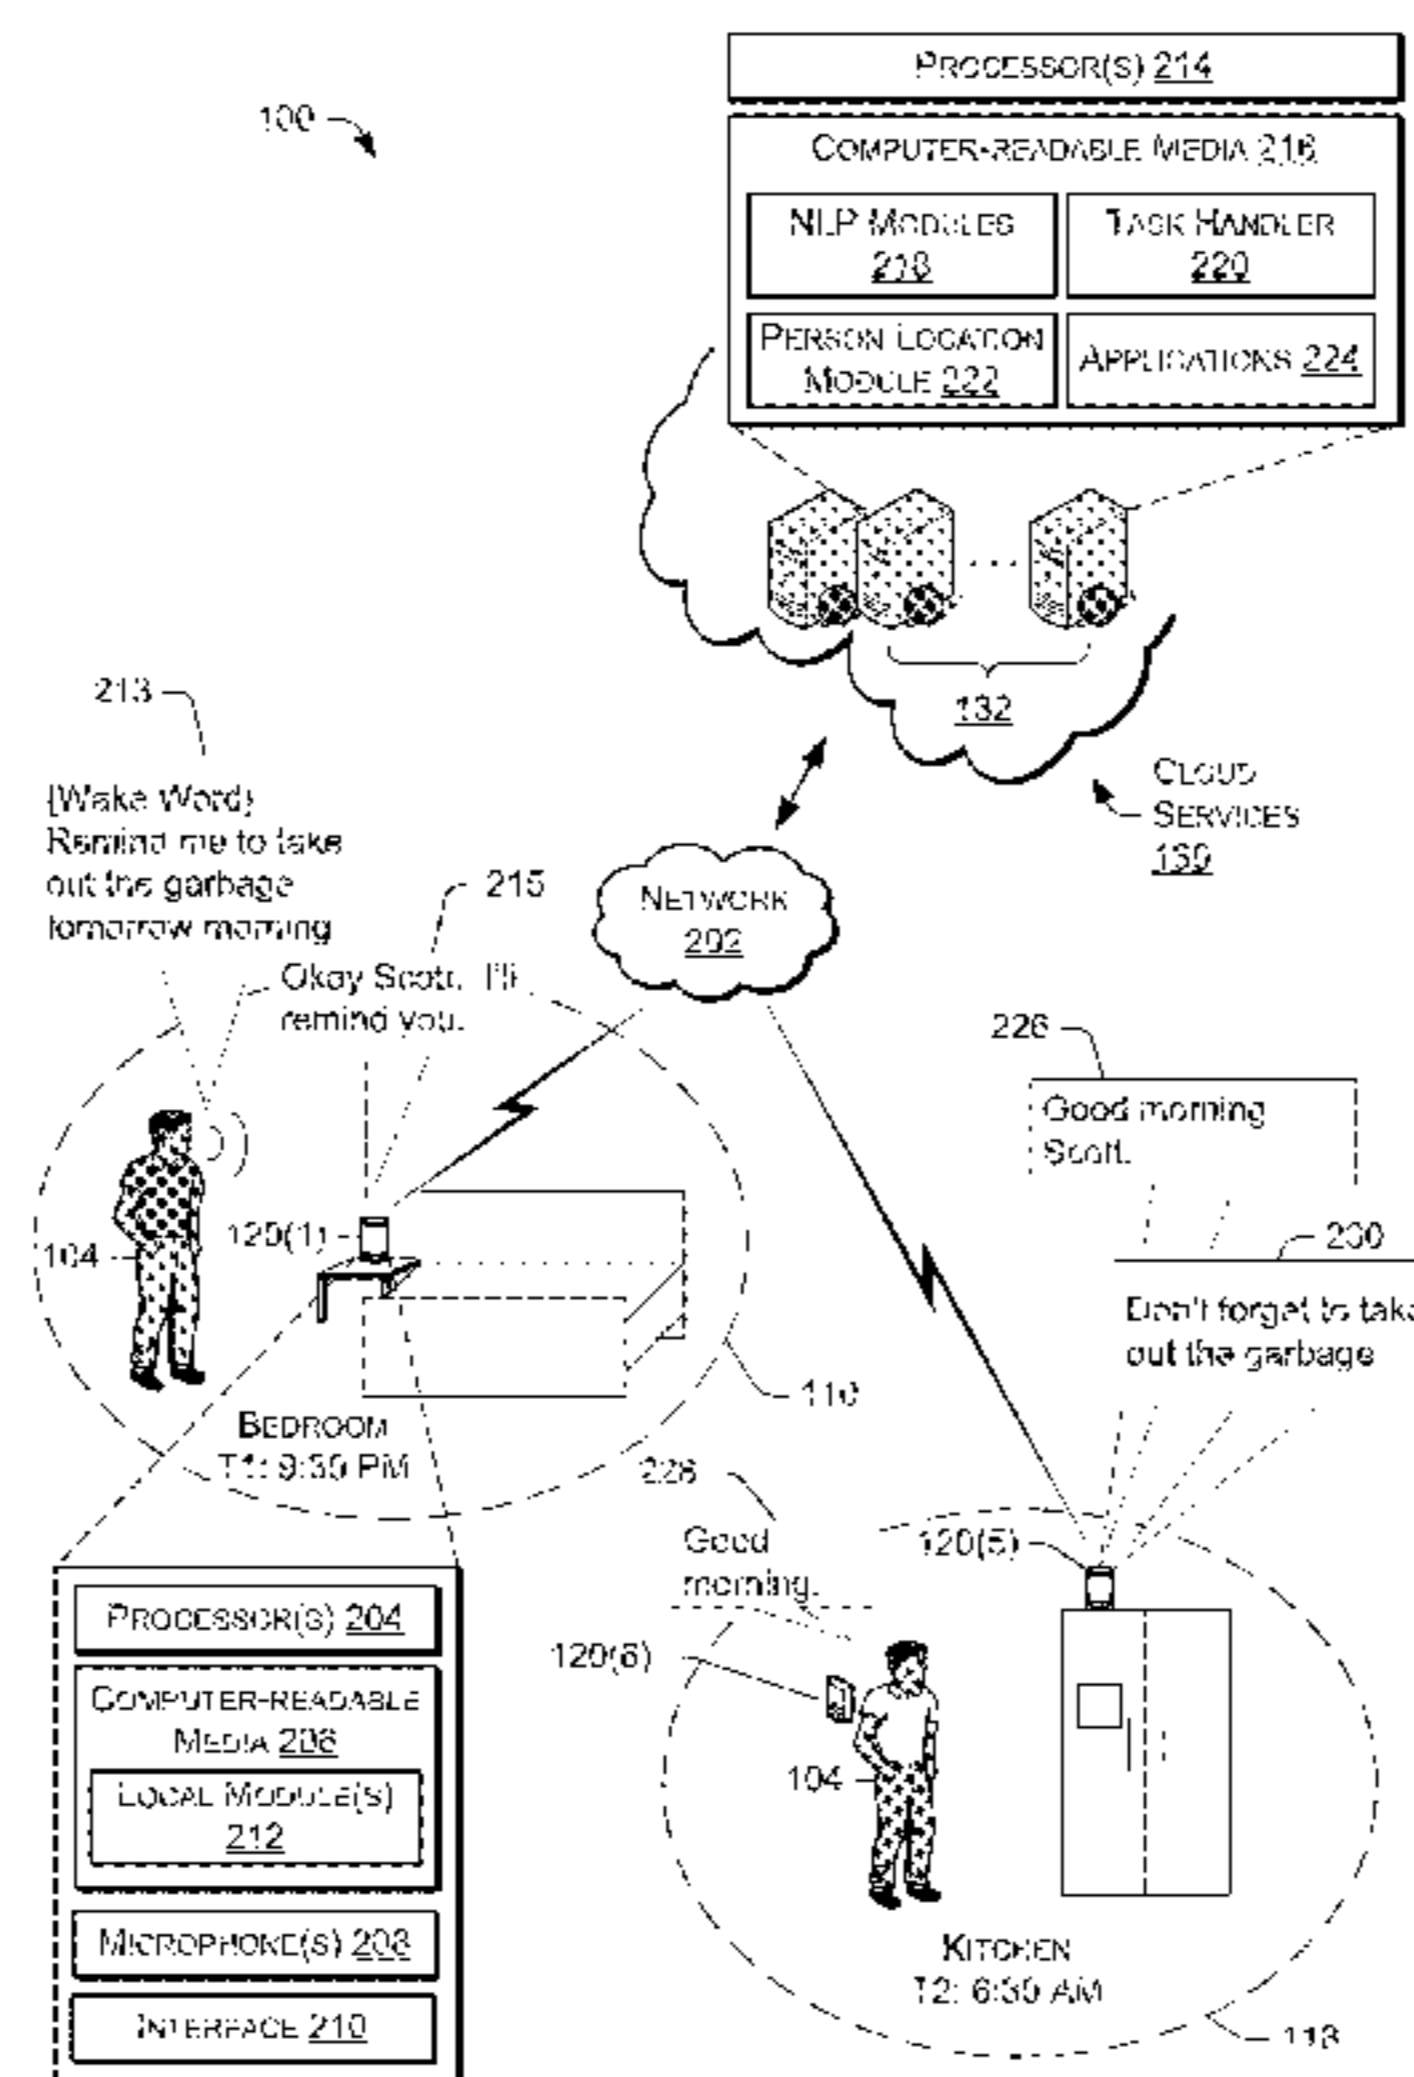 PROCESSOR(S) 214
100
COMPUTER-READABLE MEDIA 216
NLP MODULES
218
TASK HANDLER
220
PERSON LOCATION
MODULE 222
APPLICATIONS 224
132
213
{Wake Word}
Remind me to take
out the garbage
tomorrow morning
CLOUD
SERVICES
130
NETWORK
202
215
Okay Scott. I'll
remind you.
226
Good morning
Scott.
230
Don't forget to take
out the garbage
104
120(1)
110
BEDROOM
T1: 9:30 PM
228
Good
morning.
120(5)
120(6)
104
PROCESSOR(S) 204
COMPUTER-READABLE
MEDIA 206
LOCAL MODULE(S)
212
MICROPHONE(S) 208
INTERFACE 210
KITCHEN
T2: 6:30 AM
118